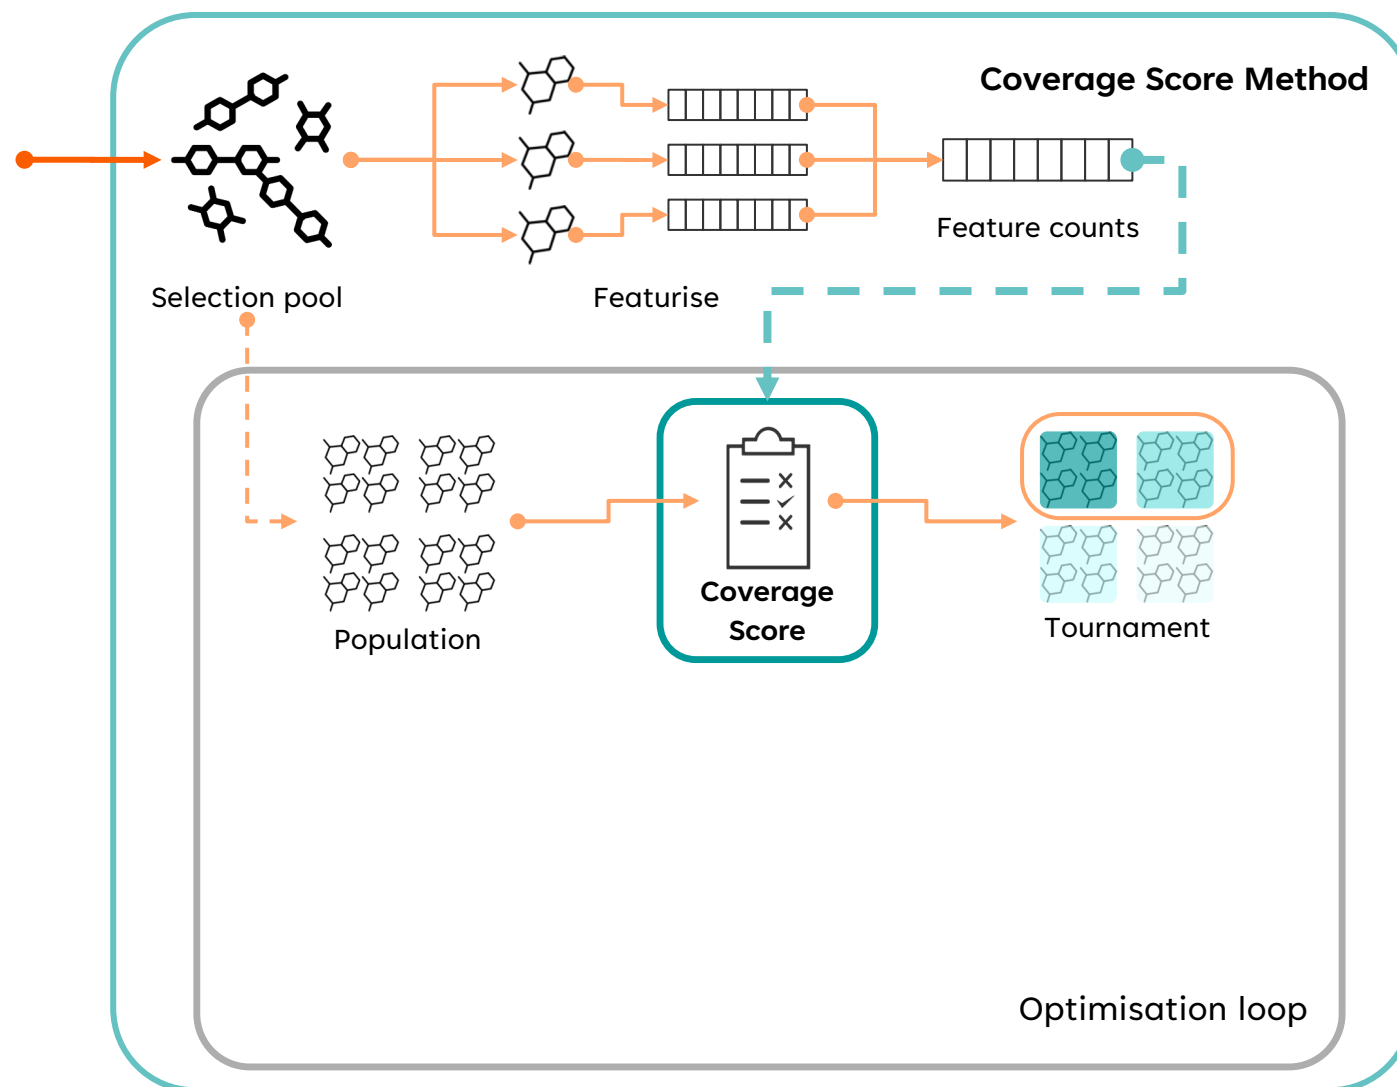 Coverage Score Method
Feature counts
Selection pool
Featurise
Coverage
Score
Population
Tournament
Optimisation loop